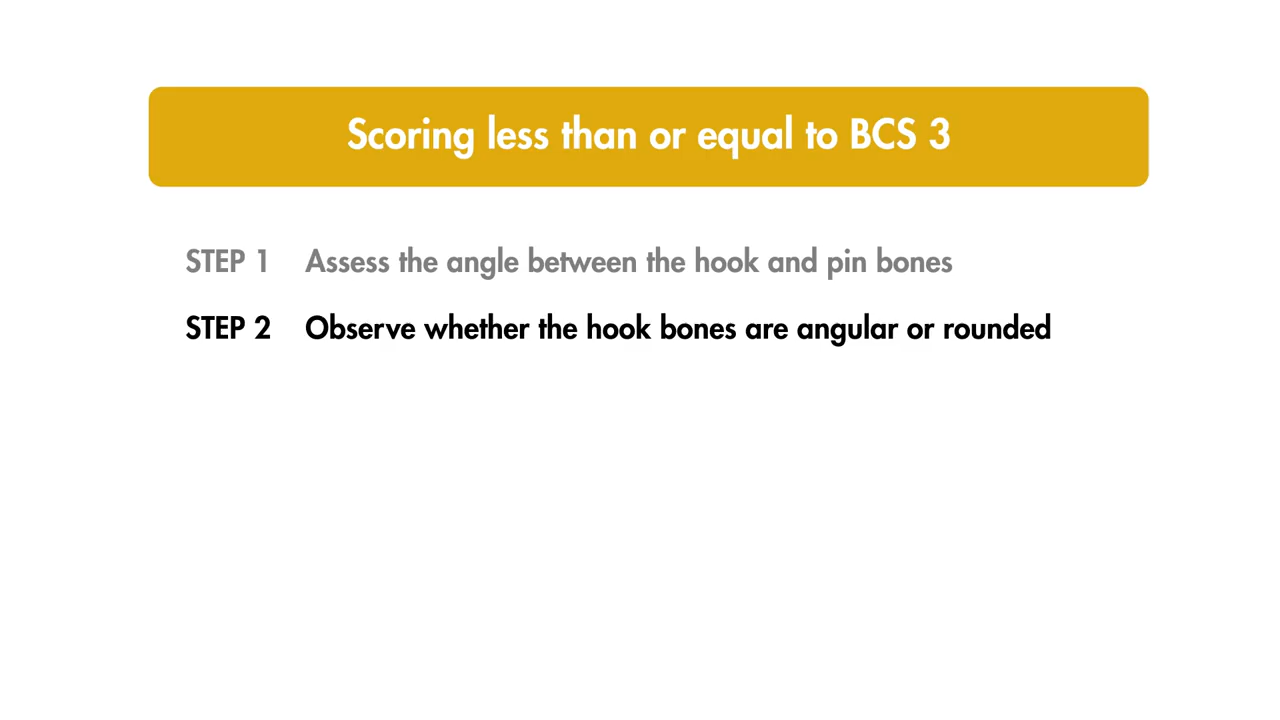 Scoring less than or equal to BCS 3
STEP 1 Assess the angle between the hook and pin bones
STEP 2 Observe whether the hook bones are angular or rounded